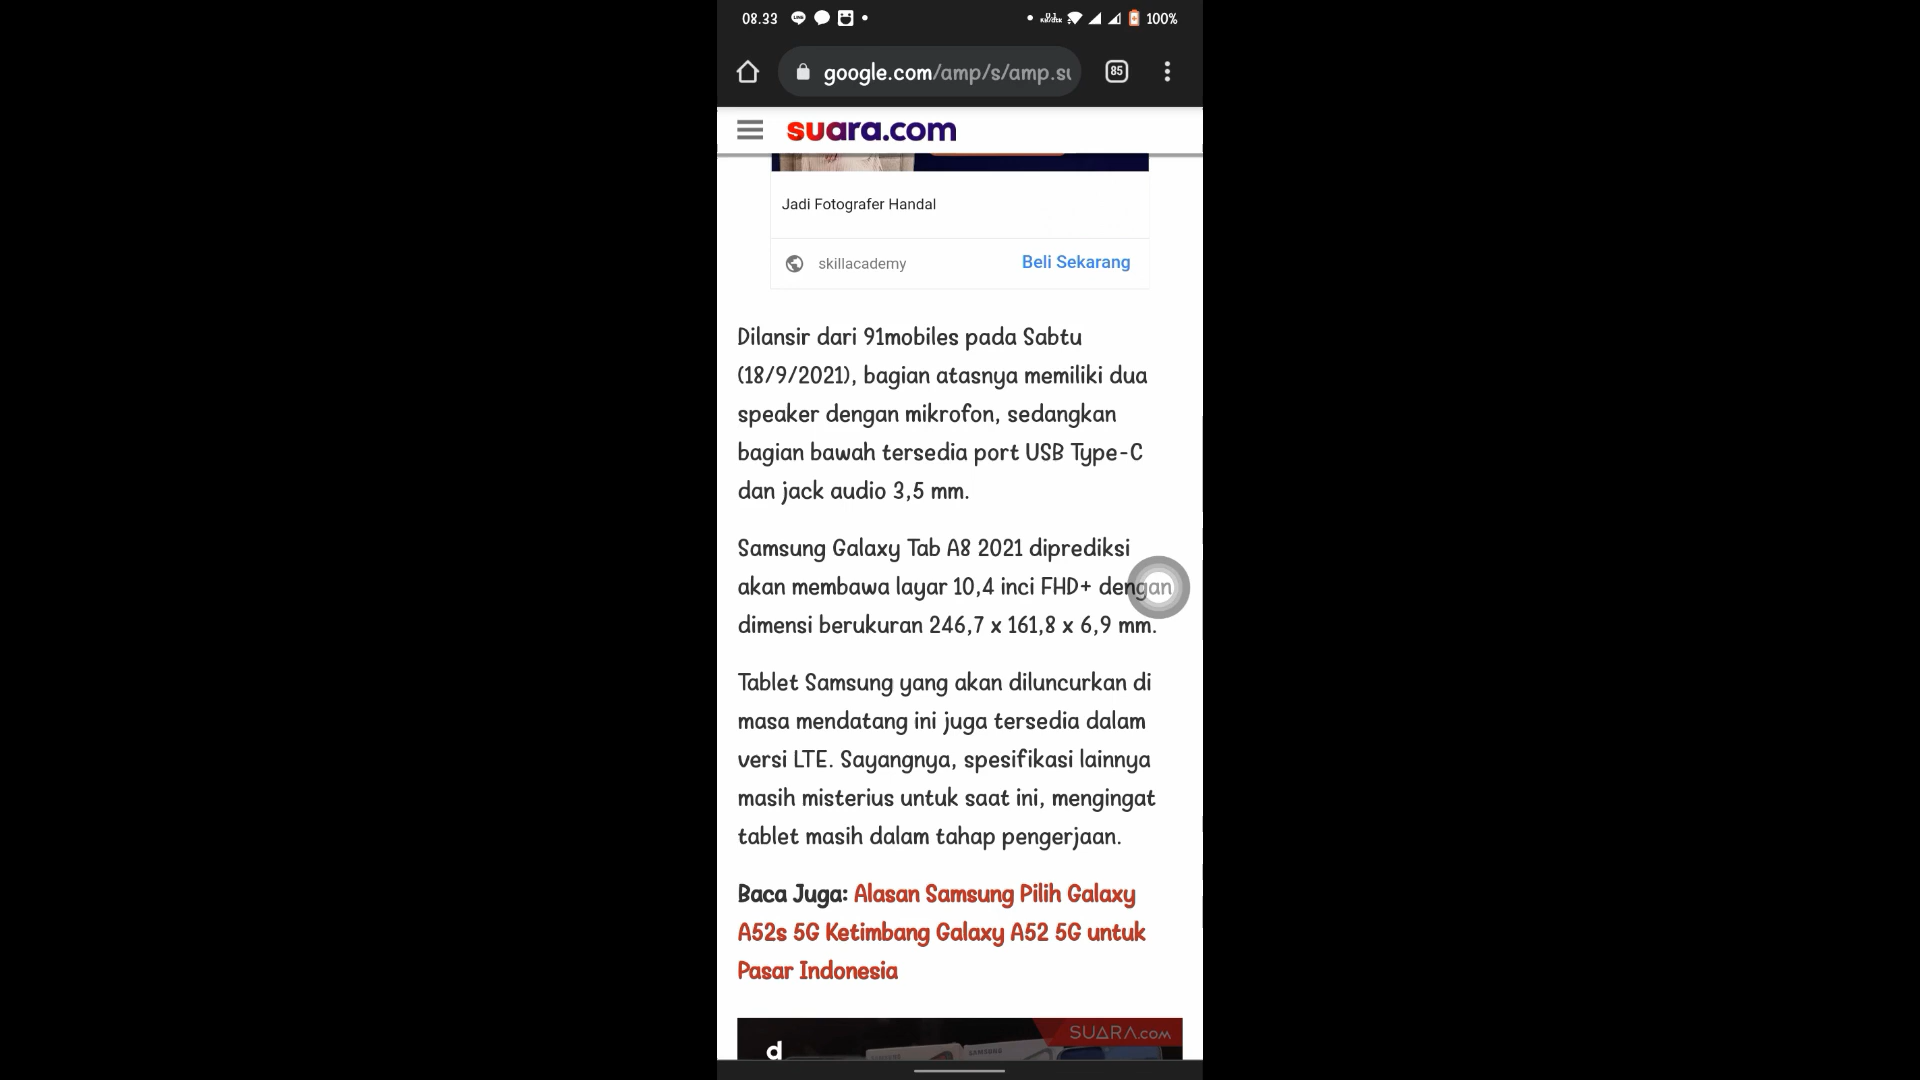 08.33
100%
google.com/amp/s/amp.su
85
suara.com
Jadi Fotografer Handal
skillacademy
Beli Sekarang
Dilansir dari 91mobiles pada Sabtu
(18/9/2021), bagian atasnya memiliki dua
speaker dengan mikrofon, sedangkan
bagian bawah tersedia port USB Type-C
dan jack audio 3,5 mm.
Samsung Galaxy Tab A8 2021 diprediksi
akan membawa layar 10,4 inci FHD+ dengan
dimensi berukuran 246,7 x 161,8 x 6,9 mm.
Tablet Samsung yang akan diluncurkan di
masa mendatang ini juga tersedia dalam
versi LTE. Sayangnya, spesifikasi lainnya
masih misterius untuk saat ini, mengingat
tablet masih dalam tahap pengerjaan.
Baca Juga: Alasan Samsung Pilih Galaxy
A52s 5G Ketimbang Galaxy A52 5G untuk
Pasar Indonesia
SUARA.com
d
SAMSUNG